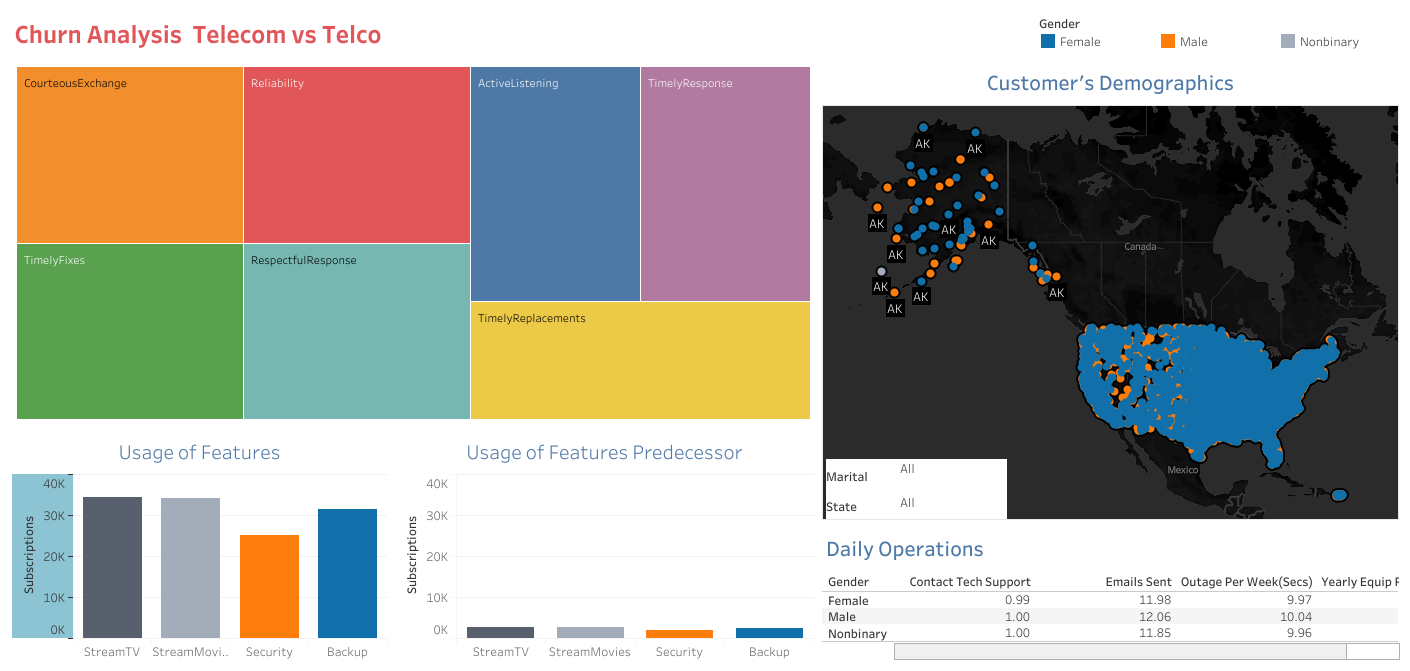 Churn Analysis  Telecom vs Telco
Gender
Female
Male
Nonbinary
CourteousExchange
Reliability
ActiveListening
TimelyResponse
TimelyFixes
RespectfulResponse
TimelyReplacements
Customer's Demographics
AK
AK
AK
AK
AK
AK
AK
AK
AK
AK
Canada
Mexico
Marital
All
State
All
Usage of Features
Subscriptions
40K
30K
20K
10K
0K
StreamTV
StreamMovi..
Security
Backup
Usage of Features Predecessor
Subscriptions
40K
30K
20K
10K
0K
StreamTV
StreamMovies
Security
Backup
Daily Operations
Gender Contact Tech Support Emails Sent Outage Per Week(Secs) Yearly Equip F
Female 0.99 11.98 9.97
Male 1.00 12.06 10.04
Nonbinary 1.00 11.85 9.96